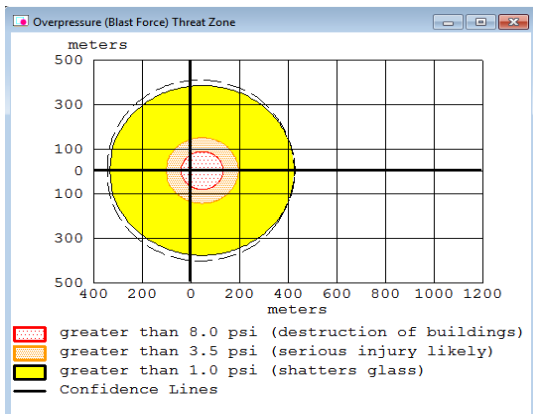 Overpressure (Blast Force) Threat Zone
meters
500
300
100
0
100
300
500
400 200 0 200 400 600 800 1000 1200
meters
greater than 8.0 psi (destruction of buildings)
greater than 3.5 psi (serious injury likely)
greater than 1.0 psi (shatters glass)
Confidence Lines